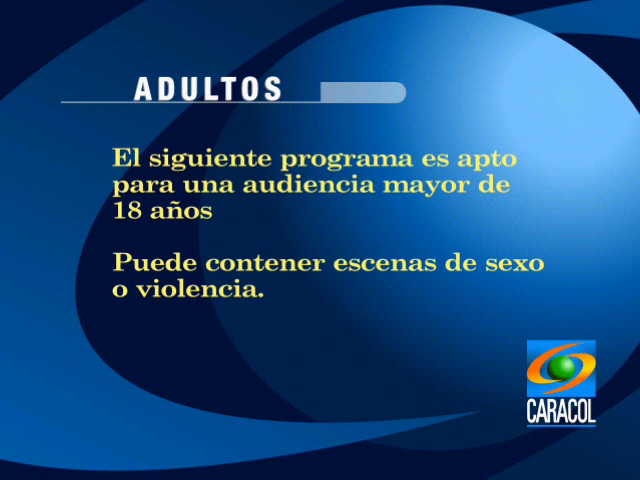 ADULTOS
El siguiente programa es apto
para una audiencia mayor de
18 años
Puede contener escenas de sexo
o violencia.
CARACOL